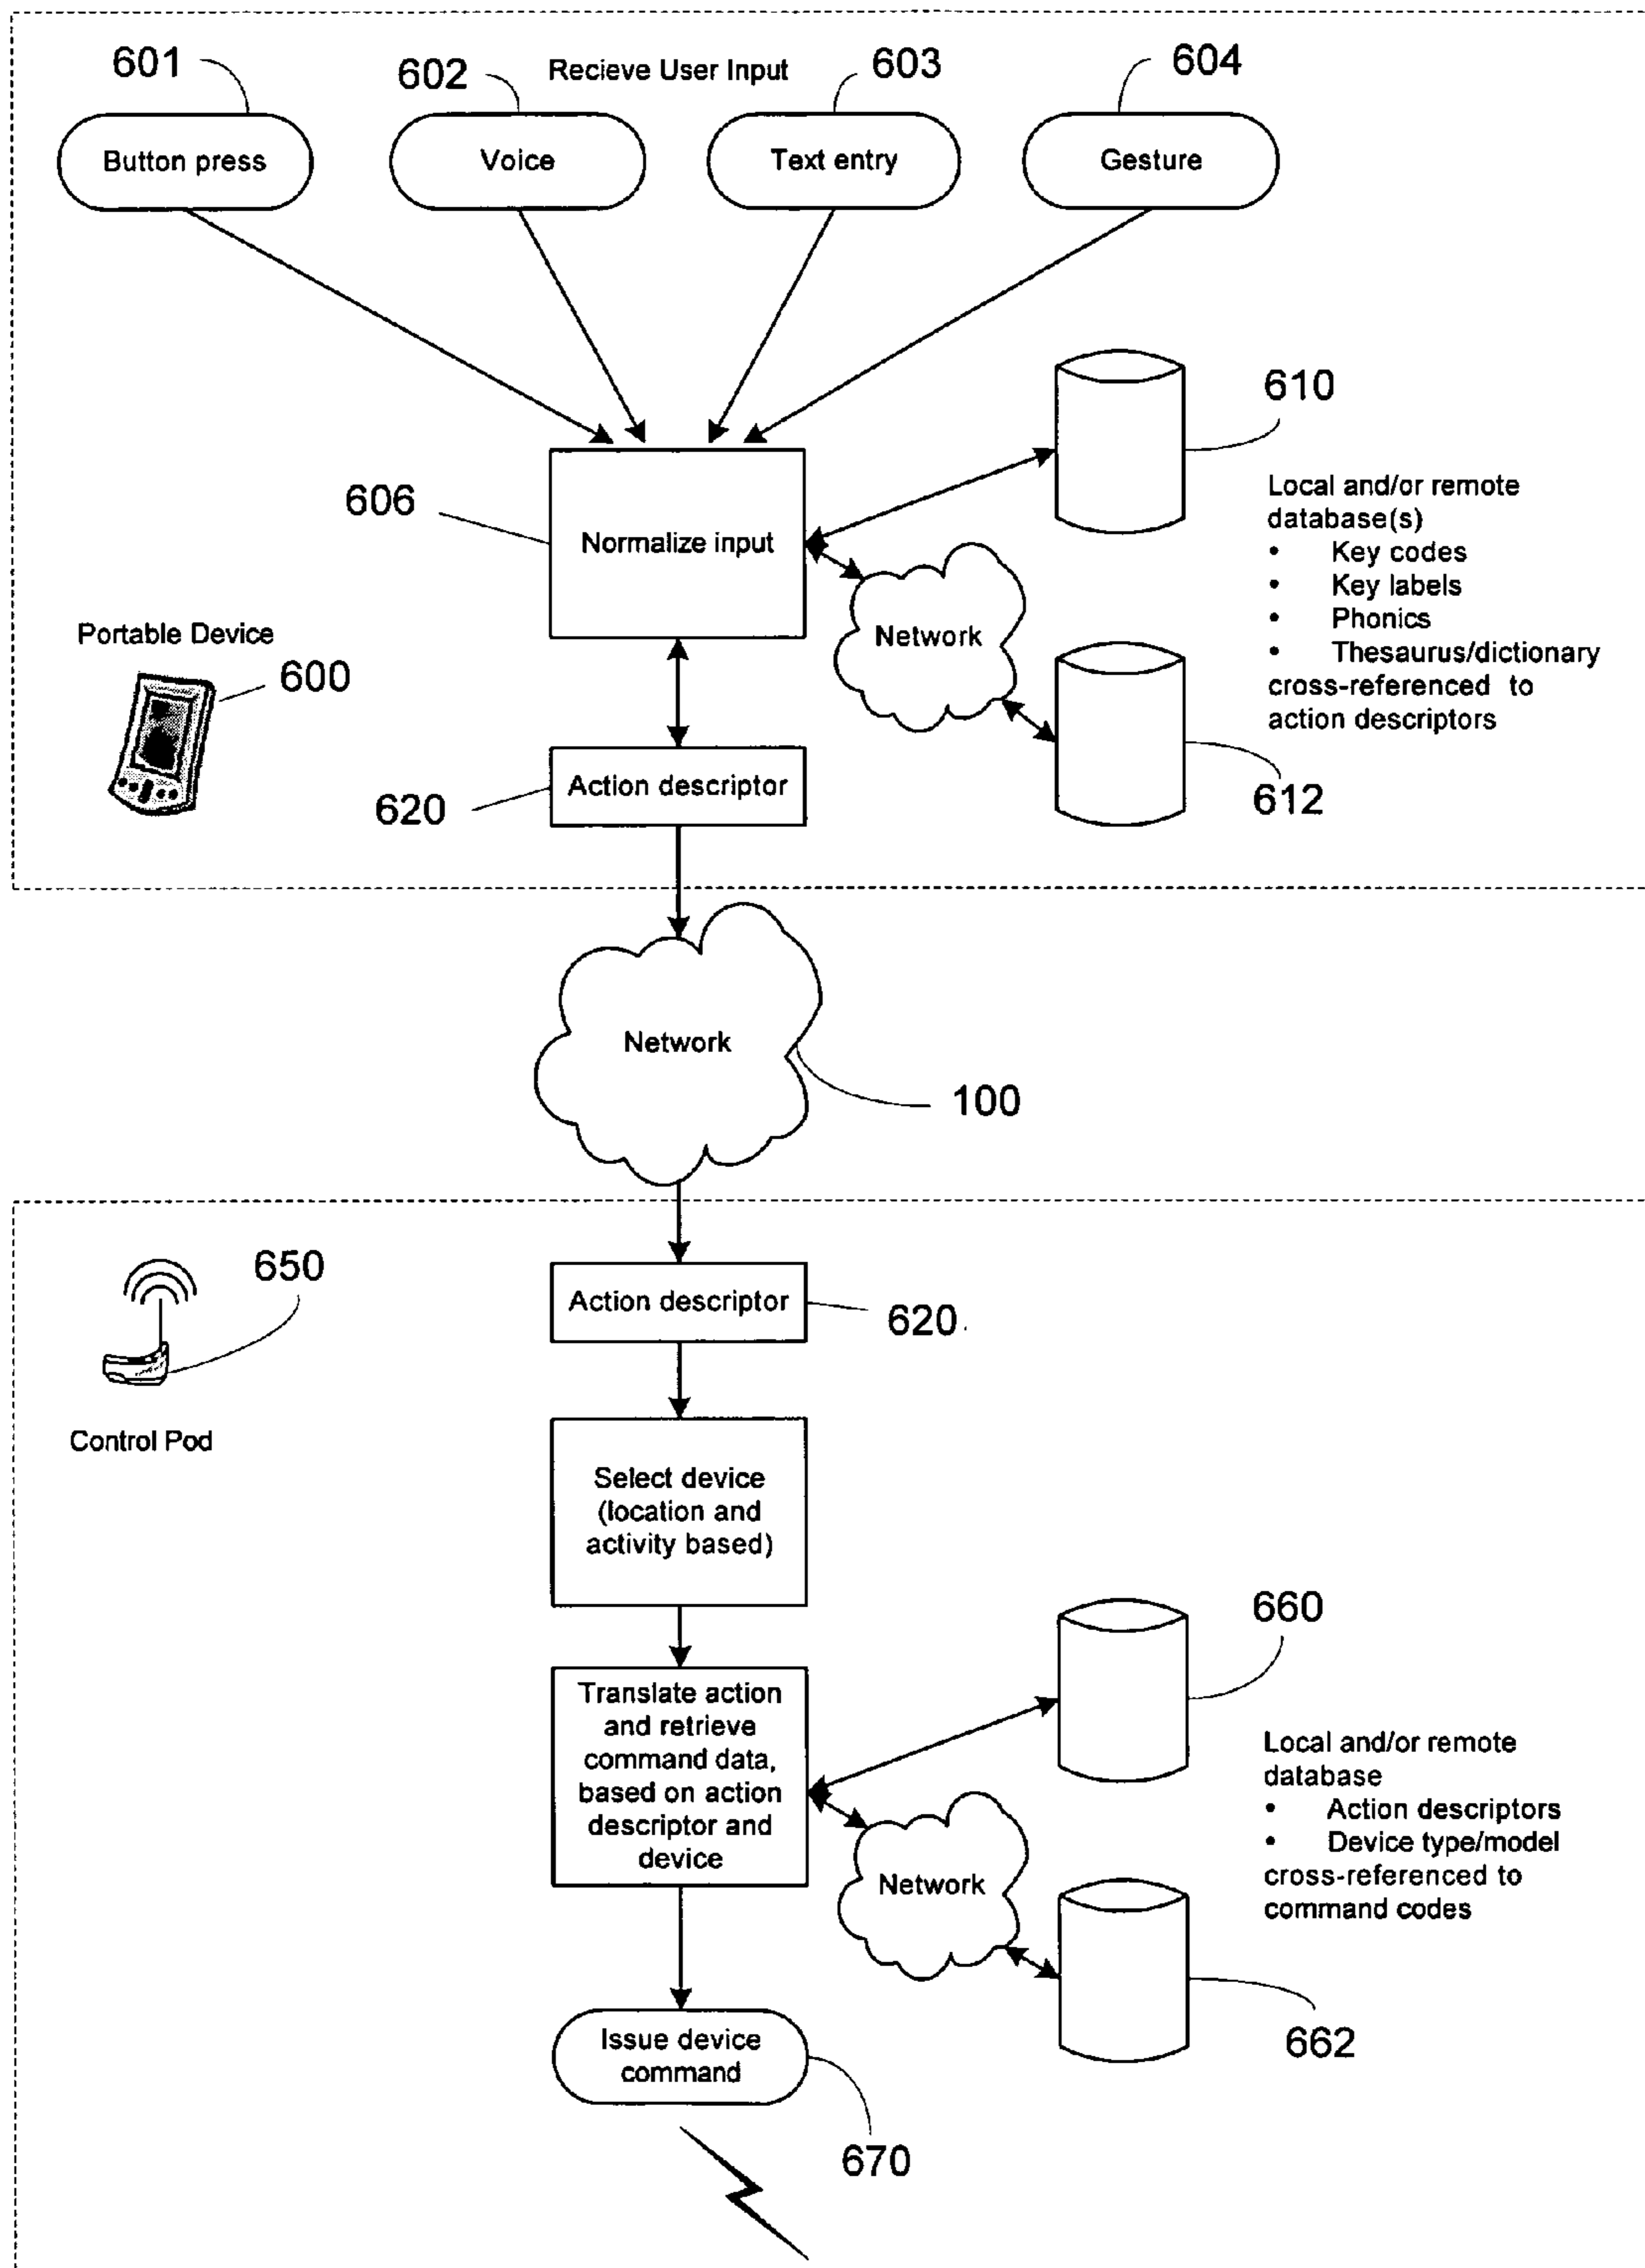 601
602
Recieve User Input
603
604
Button press
Voice
Text entry
Gesture
610
606
Normalize input
Local and/or remote
database(s)
• Key codes
• Key labels
• Phonics
• Thesaurus/dictionary
cross-referenced to
action descriptors
Network
Portable Device
600
Action descriptor
620
612
Network
100
650
Action descriptor
620
Control Pod
Select device
(location and
activity based)
660
Translate action
and retrieve
command data,
based on action
descriptor and
device
Local and/or remote
database
• Action descriptors
• Device type/model
cross-referenced to
command codes
Network
662
Issue device
command
670